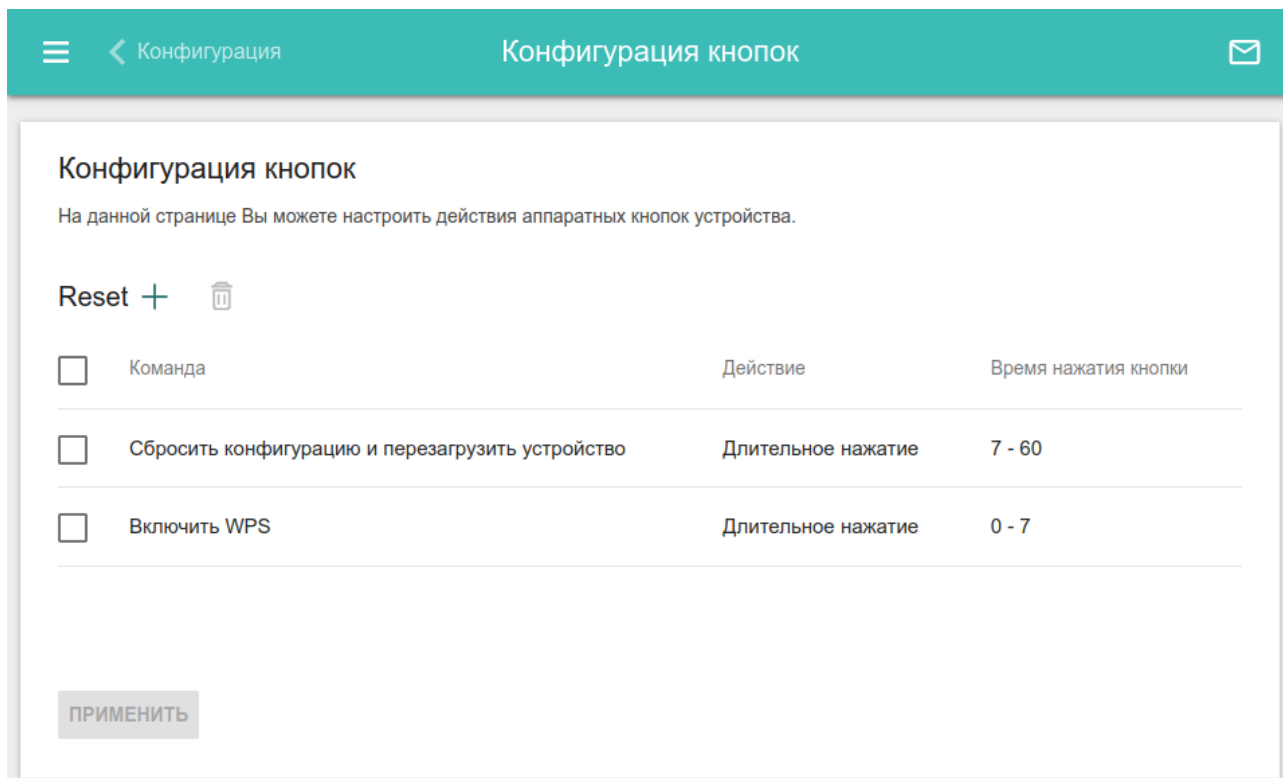 Конфигурация Конфигурация кнопок
Конфигурация кнопок
На данной странице Вы можете настроить действия аппаратных кнопок устройства.
Reset
Команда Действие Время нажатия кнопки
Сбросить конфигурацию и перезагрузить устройство Длительное нажатие 7 - 60
Включить WPS Длительное нажатие 0 - 7
ПРИМЕНИТЬ